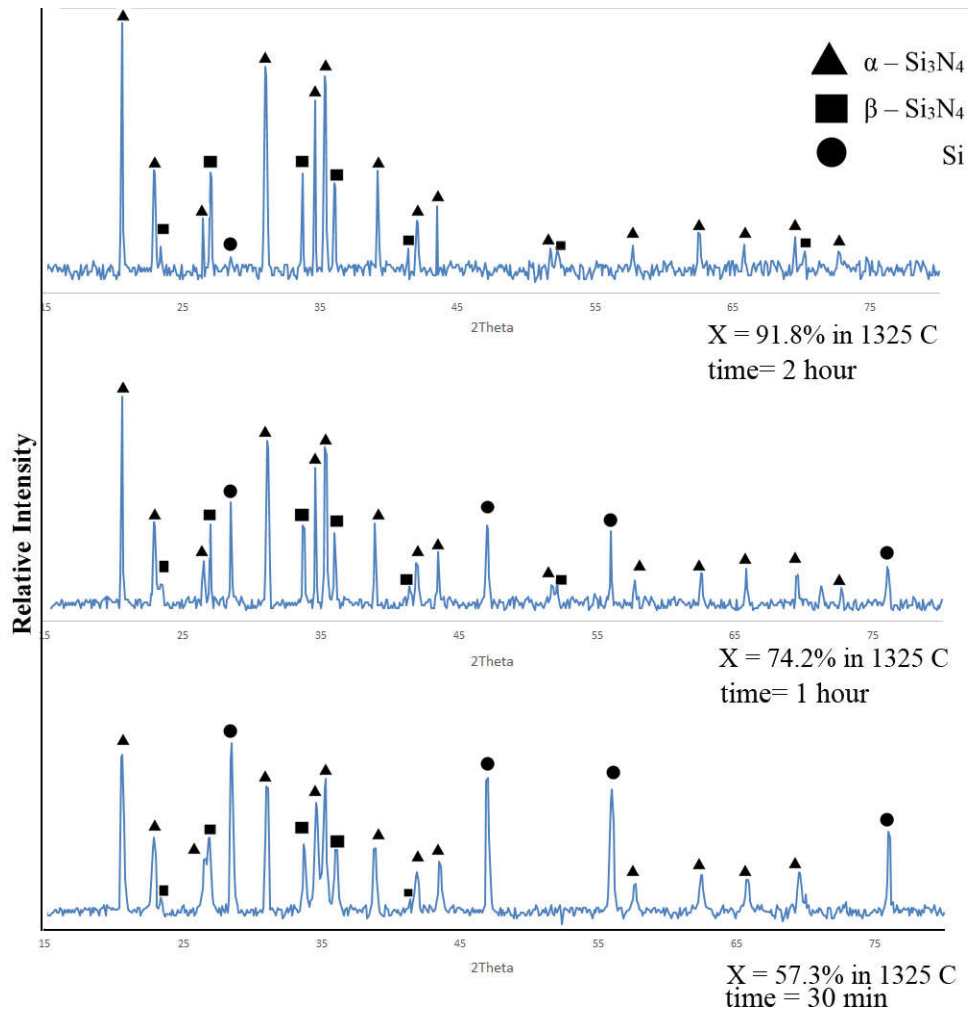 α – Si₃N₄
β – Si₃N₄
Si
15 25 35 45 55 65 75
2Theta
X = 91.8% in 1325 C
time= 2 hour
Relative Intensity
15 25 35 45 55 65 75
2Theta
X = 74.2% in 1325 C
time= 1 hour
15 25 35 45 55 65 75
2Theta
X = 57.3% in 1325 C
time = 30 min